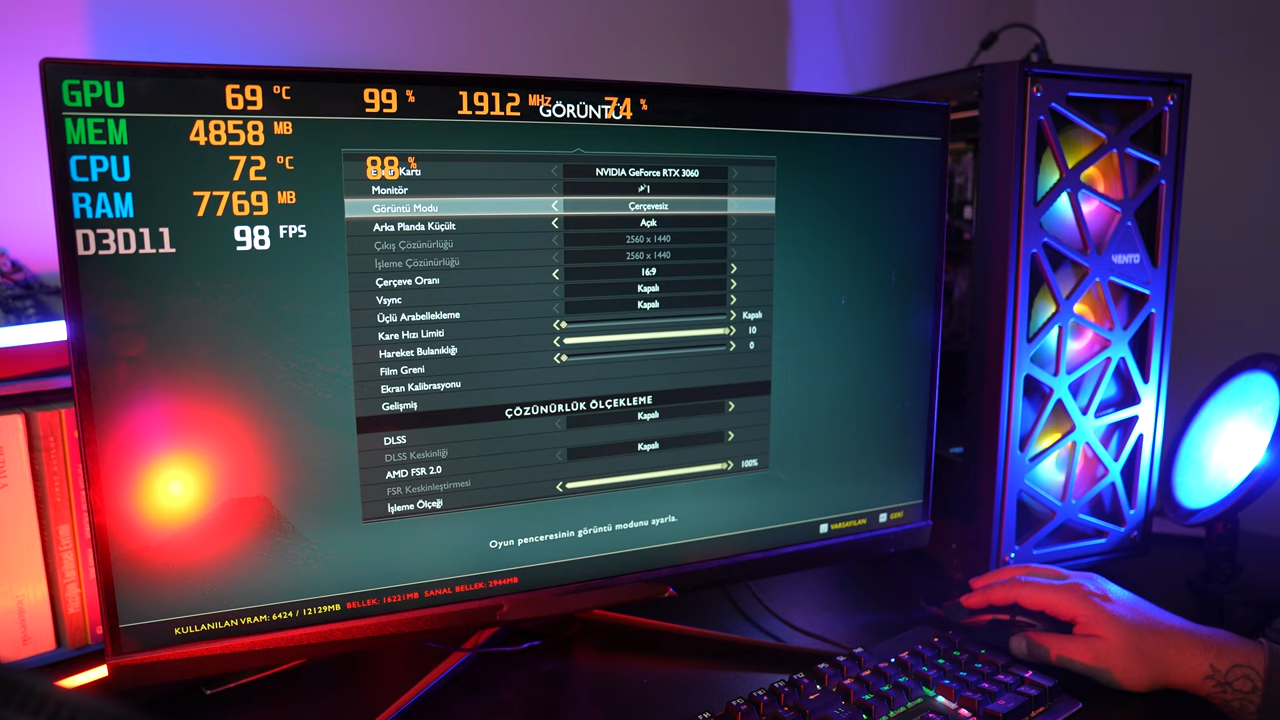 GPU 69 °C 99 % 1912 MHz 74 %
GÖRÜNTÜ
MEM 4858 MB
CPU 72 °C 88 %
RAM 7769 MB
D3D11 98 FPS
Kartı NVIDIA GeForce RTX 3060
Monitör 1
Görüntü Modu Çerçevesiz
Arka Planda Küçült Açık
Çıkış Çözünürlüğü 2560 x 1440
İşleme Çözünürlüğü 2560 x 1440
Çerçeve Oranı 16:9
Vsync Kapalı
Üçlü Arabellekleme Kapalı
Kare Hızı Limiti Kapalı
Hareket Bulanıklığı 10
Film Greni 0
Ekran Kalibrasyonu
Gelişmiş
ÇÖZÜNÜRLÜK ÖLÇEKLEME
DLSS Kapalı
DLSS Keskinliği
AMD FSR 2.0 Kapalı
FSR Keskinleştirmesi
İşleme Ölçeği 100%
Oyun penceresinin görüntü modunu ayarla.
VARSAYILAN GERİ
KULLANILAN VRAM: 6424 / 12129MB BELLEK: 16221MB SANAL BELLEK: 2944MB
VENTO